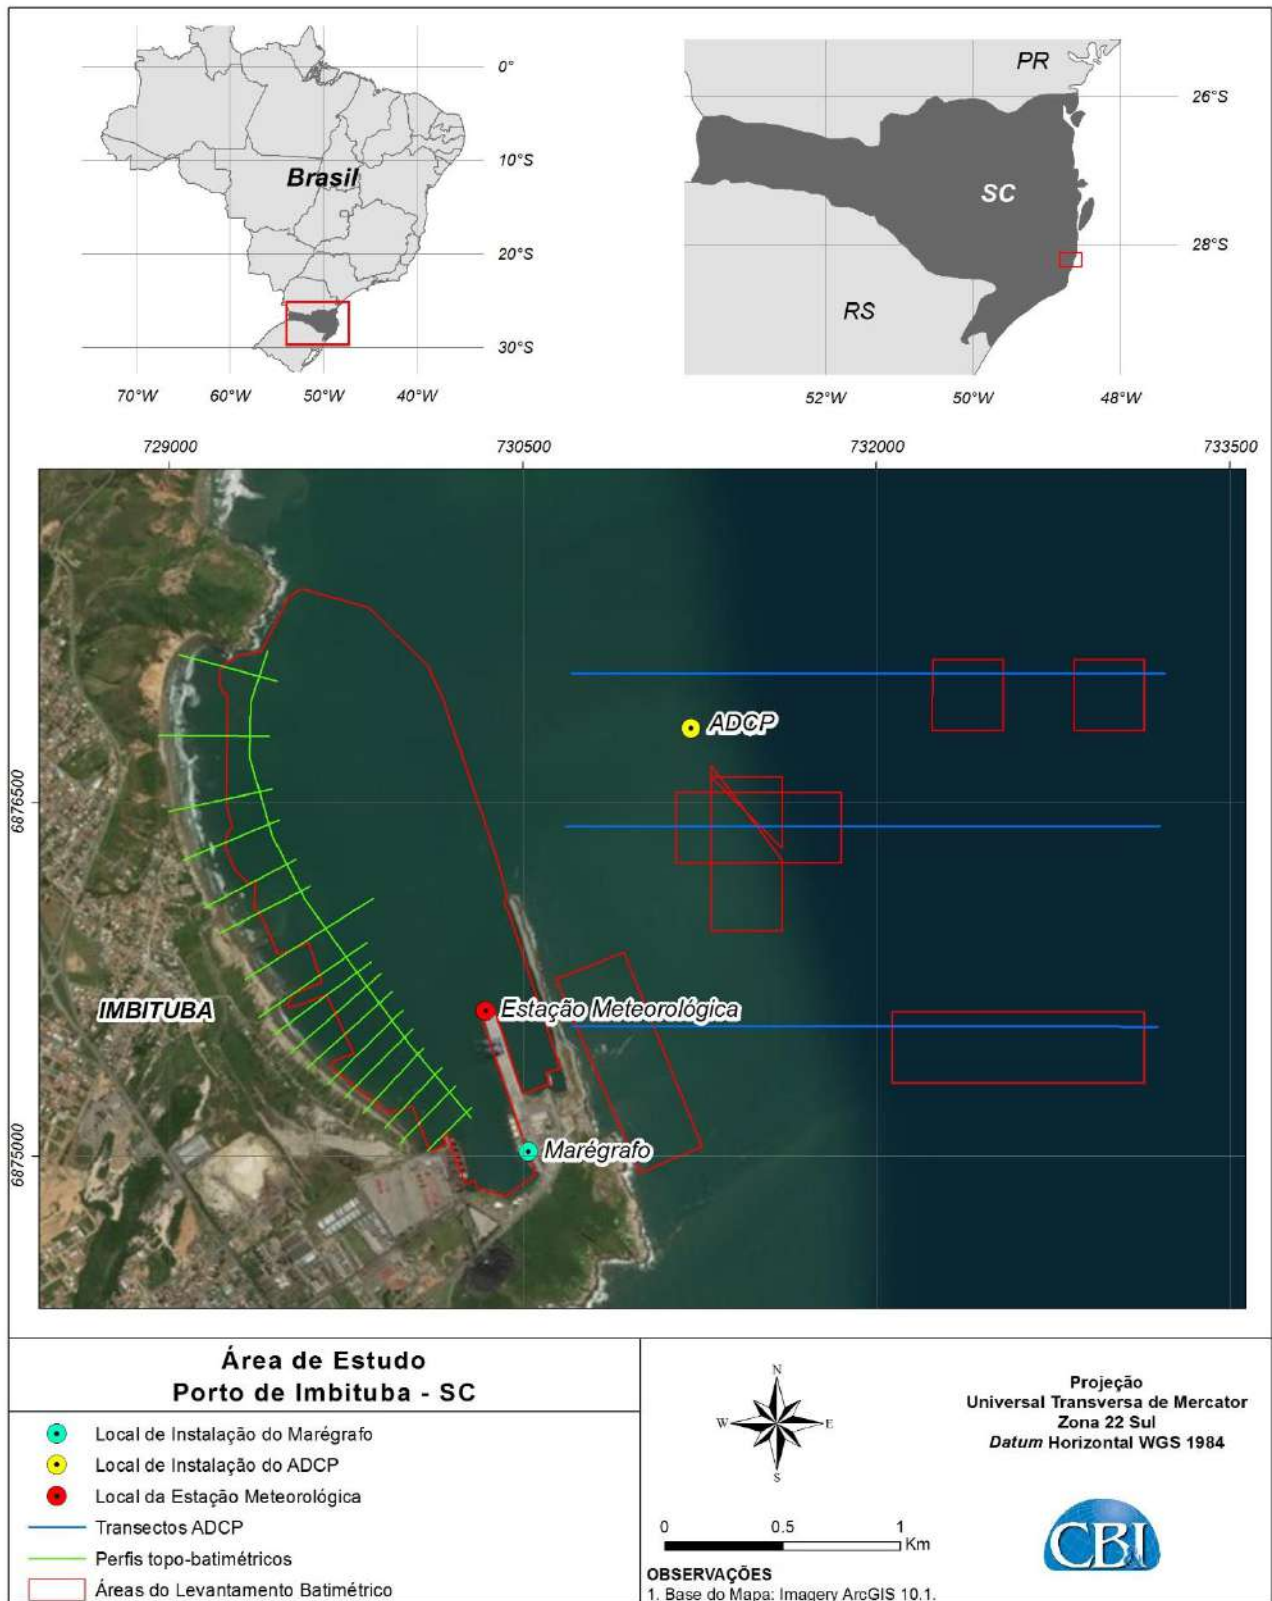 0°
10°S
20°S
30°S
70°W
60°W
50°W
40°W
Brasil
PR
SC
RS
26°S
28°S
52°W
50°W
48°W
729000
730500
732000
733500
6876500
6875000
ADCP
IMBITUBA
Estação Meteorológica
Marégrafo
Área de Estudo
Porto de Imbituba - SC
Local de Instalação do Marégrafo
Local de Instalação do ADCP
Local da Estação Meteorológica
Transectos ADCP
Perfis topo-batimétricos
Áreas do Levantamento Batimétrico
N
W
E
S
0
0.5
1
Km
OBSERVAÇÕES
1. Base do Mapa: Imagery ArcGIS 10.1.
Projeção
Universal Transversa de Mercator
Zona 22 Sul
Datum Horizontal WGS 1984
CB&I